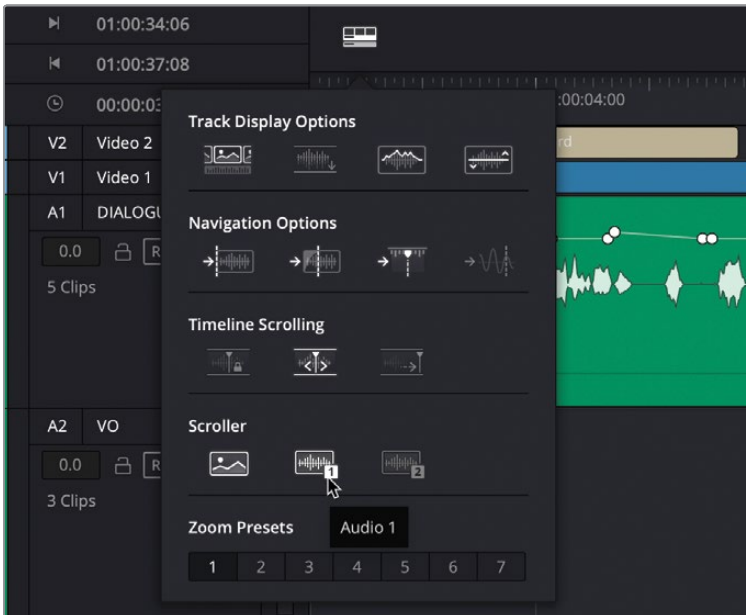 01:00:34:06
01:00:37:08
00:00:03
:00:04:00
Track Display Options
V2 Video 2
rd
V1 Video 1
A1 DIALOGU
Navigation Options
0.0 R
5 Clips
Timeline Scrolling
A2 VO
Scroller
0.0 R
1
2
3 Clips
Zoom Presets
Audio 1
1 2 3 4 5 6 7